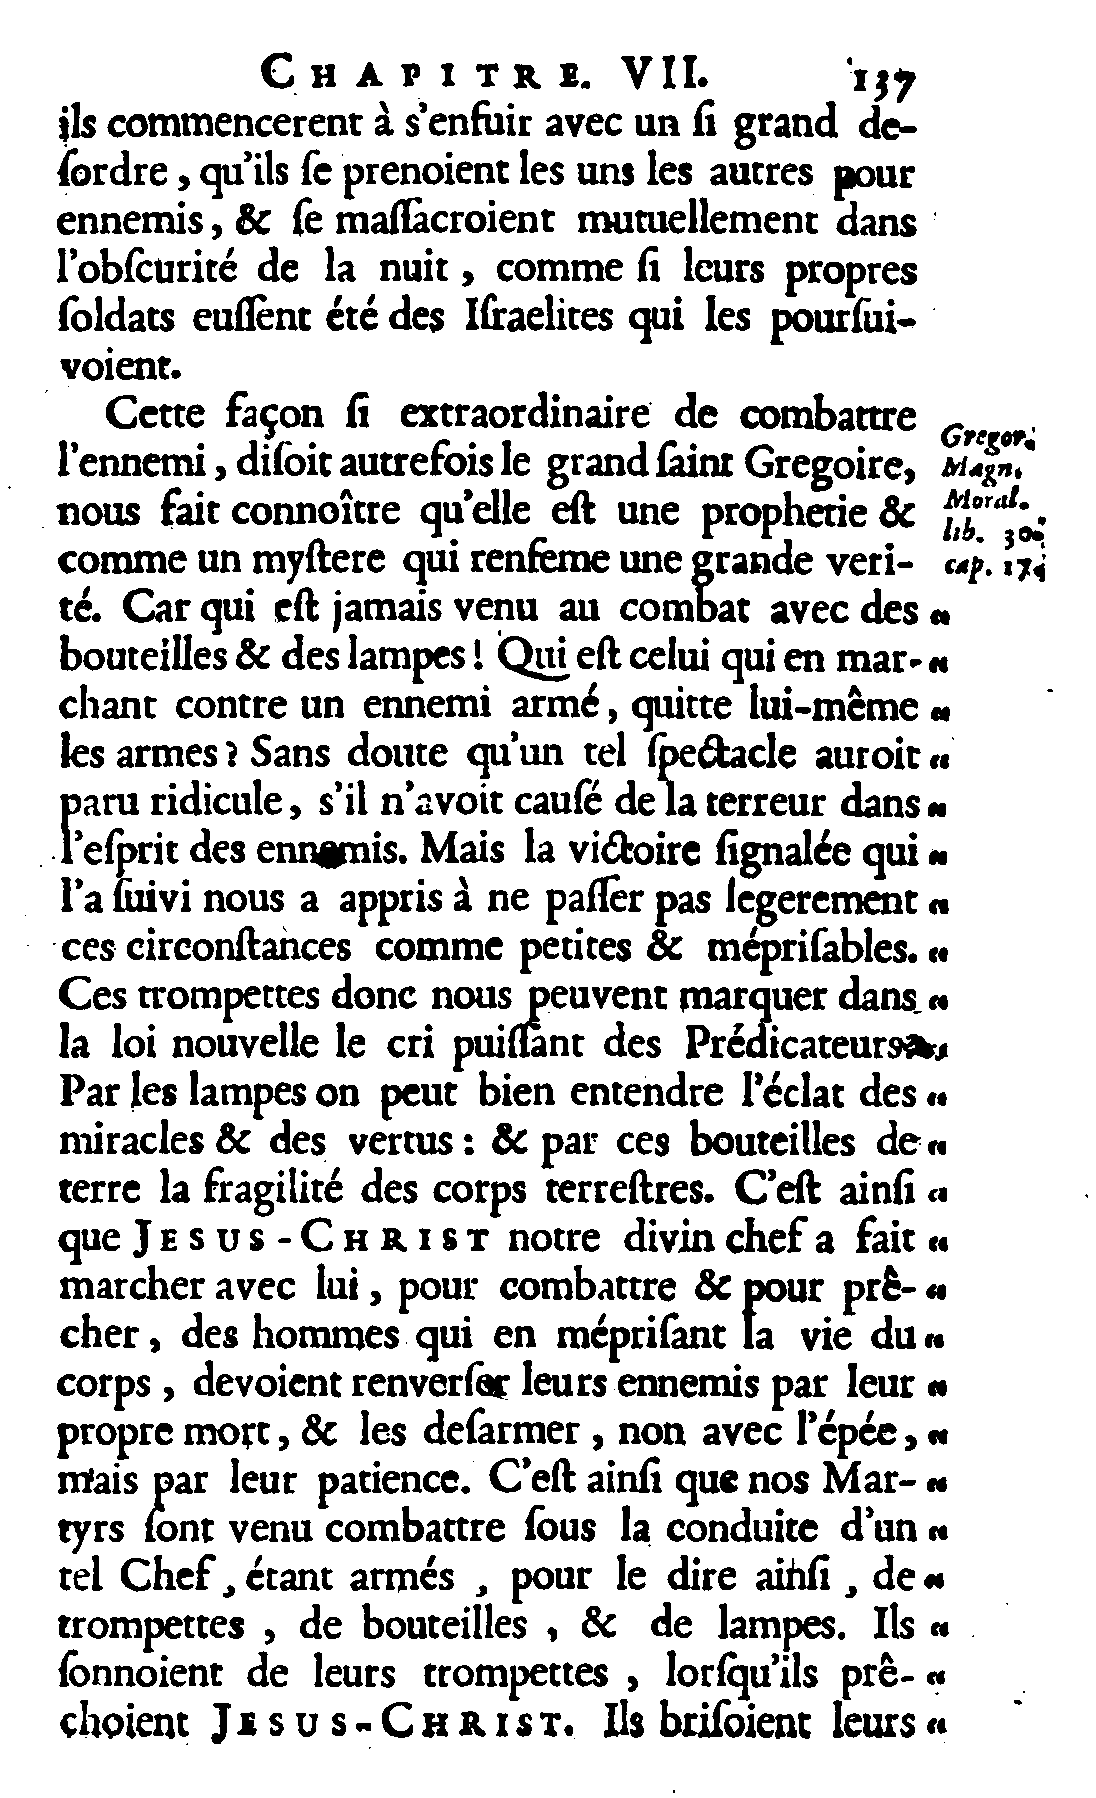 CHAPITRE. VII. 137
ils commencerent à s'enfuir avec un ſi grand de-
ſordre, qu'ils ſe prenoient les uns les autres pour
ennemis, & ſe maſſacroient mutuellement dans
l'obſcurité de la nuit, comme ſi leurs propres
ſoldats euſſent été des Iſraelites qui les pourſui-
voient.
Cette façon ſi extraordinaire de combattre
l'ennemi, diſoit autrefois le grand ſaint Gregoire,
nous fait connoître qu'elle eſt une prophetie &
comme un myſtere qui renfeme une grande veri-
té. Car qui eſt jamais venu au combat avec des „
bouteilles & des lampes! Qui eſt celui qui en mar- „
chant contre un ennemi armé, quitte lui-même „
les armes? Sans doute qu'un tel ſpectacle auroit „
paru ridicule, s'il n'avoit cauſé de la terreur dans „
l'eſprit des ennemis. Mais la victoire ſignalée qui „
l'a ſuivi nous a appris à ne paſſer pas legerement „
ces circonſtances comme petites & mépriſables. „
Ces trompettes donc nous peuvent marquer dans „
la loi nouvelle le cri puiſſant des Prédicateurs
Par les lampes on peut bien entendre l'éclat des „
miracles & des vertus: & par ces bouteilles de „
terre la fragilité des corps terreſtres. C'eſt ainſi „
que JESUS-CHRIST notre divin chef a fait „
marcher avec lui, pour combattre & pour prê- „
cher, des hommes qui en mépriſant la vie du „
corps, devoient renverſer leurs ennemis par leur „
propre mort, & les deſarmer, non avec l'épée, „
mais par leur patience. C'eſt ainſi que nos Mar- „
tyrs ſont venu combattre ſous la conduite d'un „
tel Chef, étant armés, pour le dire ainſi, de „
trompettes, de bouteilles, & de lampes. Ils „
ſonnoient de leurs trompettes, lorſqu'ils prê- „
choient JESUS-CHRIST. Ils briſoient leurs „
Gregor.
Magn.
Moral.
lib. 30.
cap. 17.